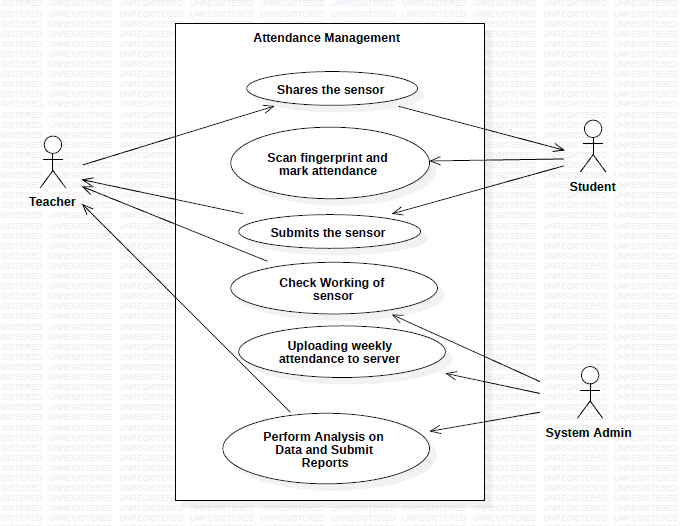 Attendance Management
Shares the sensor
Scan fingerprint and
mark attendance
Teacher
Student
Submits the sensor
Check Working of
sensor
Uploading weekly
attendance to server
System Admin
Perform Analysis on
Data and Submit
Reports
UNREGISTERED